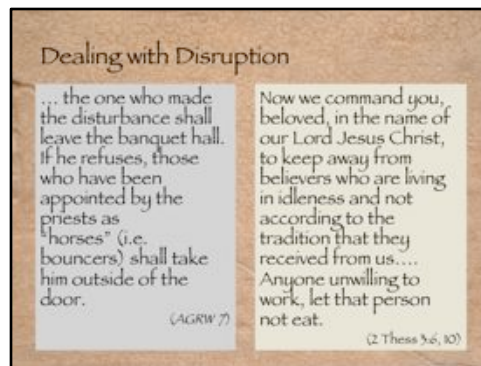 Dealing with Disruption
… the one who made
the disturbance shall
leave the banquet hall.
If he refuses, those
who have been
appointed by the
priests as
"horses" (i.e.
bouncers) shall take
him outside of the
door.
(AGRW 7)
Now we command you,
beloved, in the name of
our Lord Jesus Christ,
to keep away from
believers who are living
in idleness and not
according to the
tradition that they
received from us….
Anyone unwilling to
work, let that person
not eat.
(2 Thess 3:6, 10)